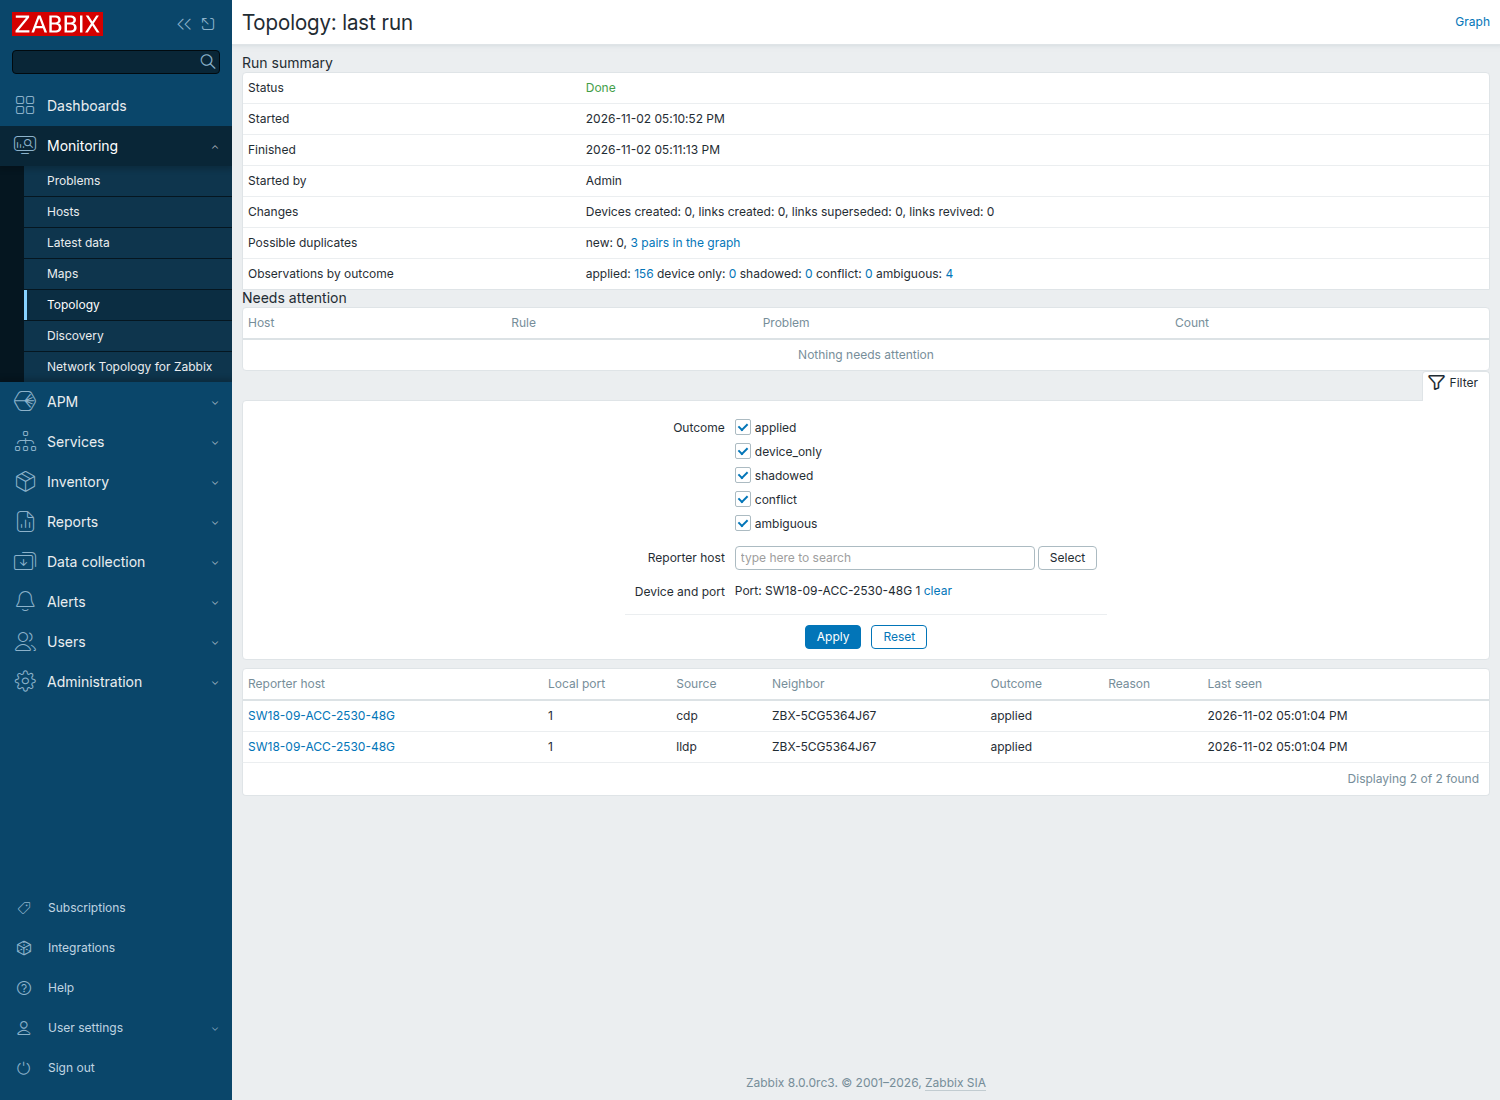 ZABBIX
Topology: last run
Graph
Dashboards
Monitoring
Problems
Hosts
Latest data
Maps
Topology
Discovery
Network Topology for Zabbix
APM
Services
Inventory
Reports
Data collection
Alerts
Users
Administration
Subscriptions
Integrations
Help
User settings
Sign out
Run summary
Status Done
Started 2026-11-02 05:10:52 PM
Finished 2026-11-02 05:11:13 PM
Started by Admin
Changes Devices created: 0, links created: 0, links superseded: 0, links revived: 0
Possible duplicates new: 0, 3 pairs in the graph
Observations by outcome applied: 156 device only: 0 shadowed: 0 conflict: 0 ambiguous: 4
Needs attention
Host Rule Problem Count
Nothing needs attention
Filter
Outcome applied
device_only
shadowed
conflict
ambiguous
Reporter host type here to search Select
Device and port Port: SW18-09-ACC-2530-48G 1 clear
Apply Reset
Reporter host Local port Source Neighbor Outcome Reason Last seen
SW18-09-ACC-2530-48G 1 cdp ZBX-5CG5364J67 applied 2026-11-02 05:01:04 PM
SW18-09-ACC-2530-48G 1 lldp ZBX-5CG5364J67 applied 2026-11-02 05:01:04 PM
Displaying 2 of 2 found
Zabbix 8.0.0rc3. © 2001–2026, Zabbix SIA